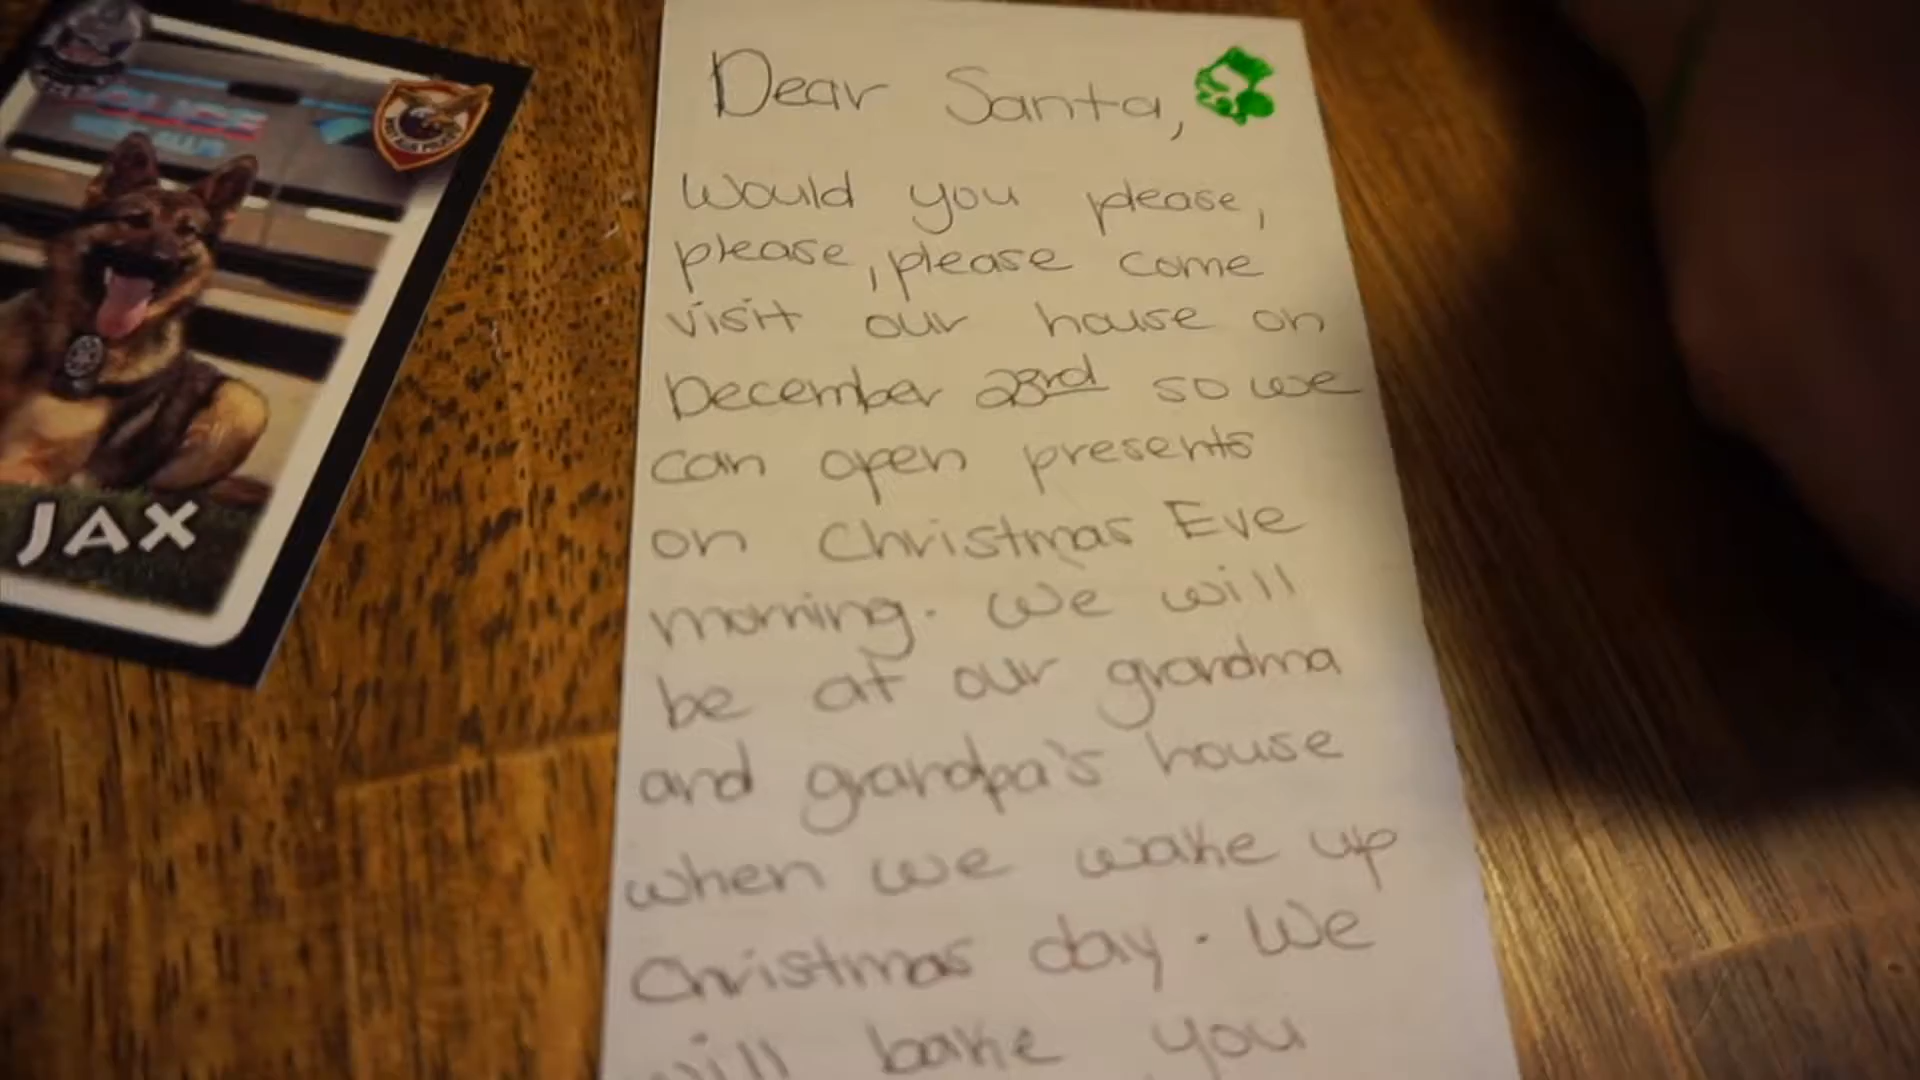 JAX
Dear Santa,
Would you please,
please, please come
visit our house on
December 23rd so we
can open presents
on Christmas Eve
morning. We will
be at our grandma
and grandpa's house
when we wake up
Christmas day. We
will bake you